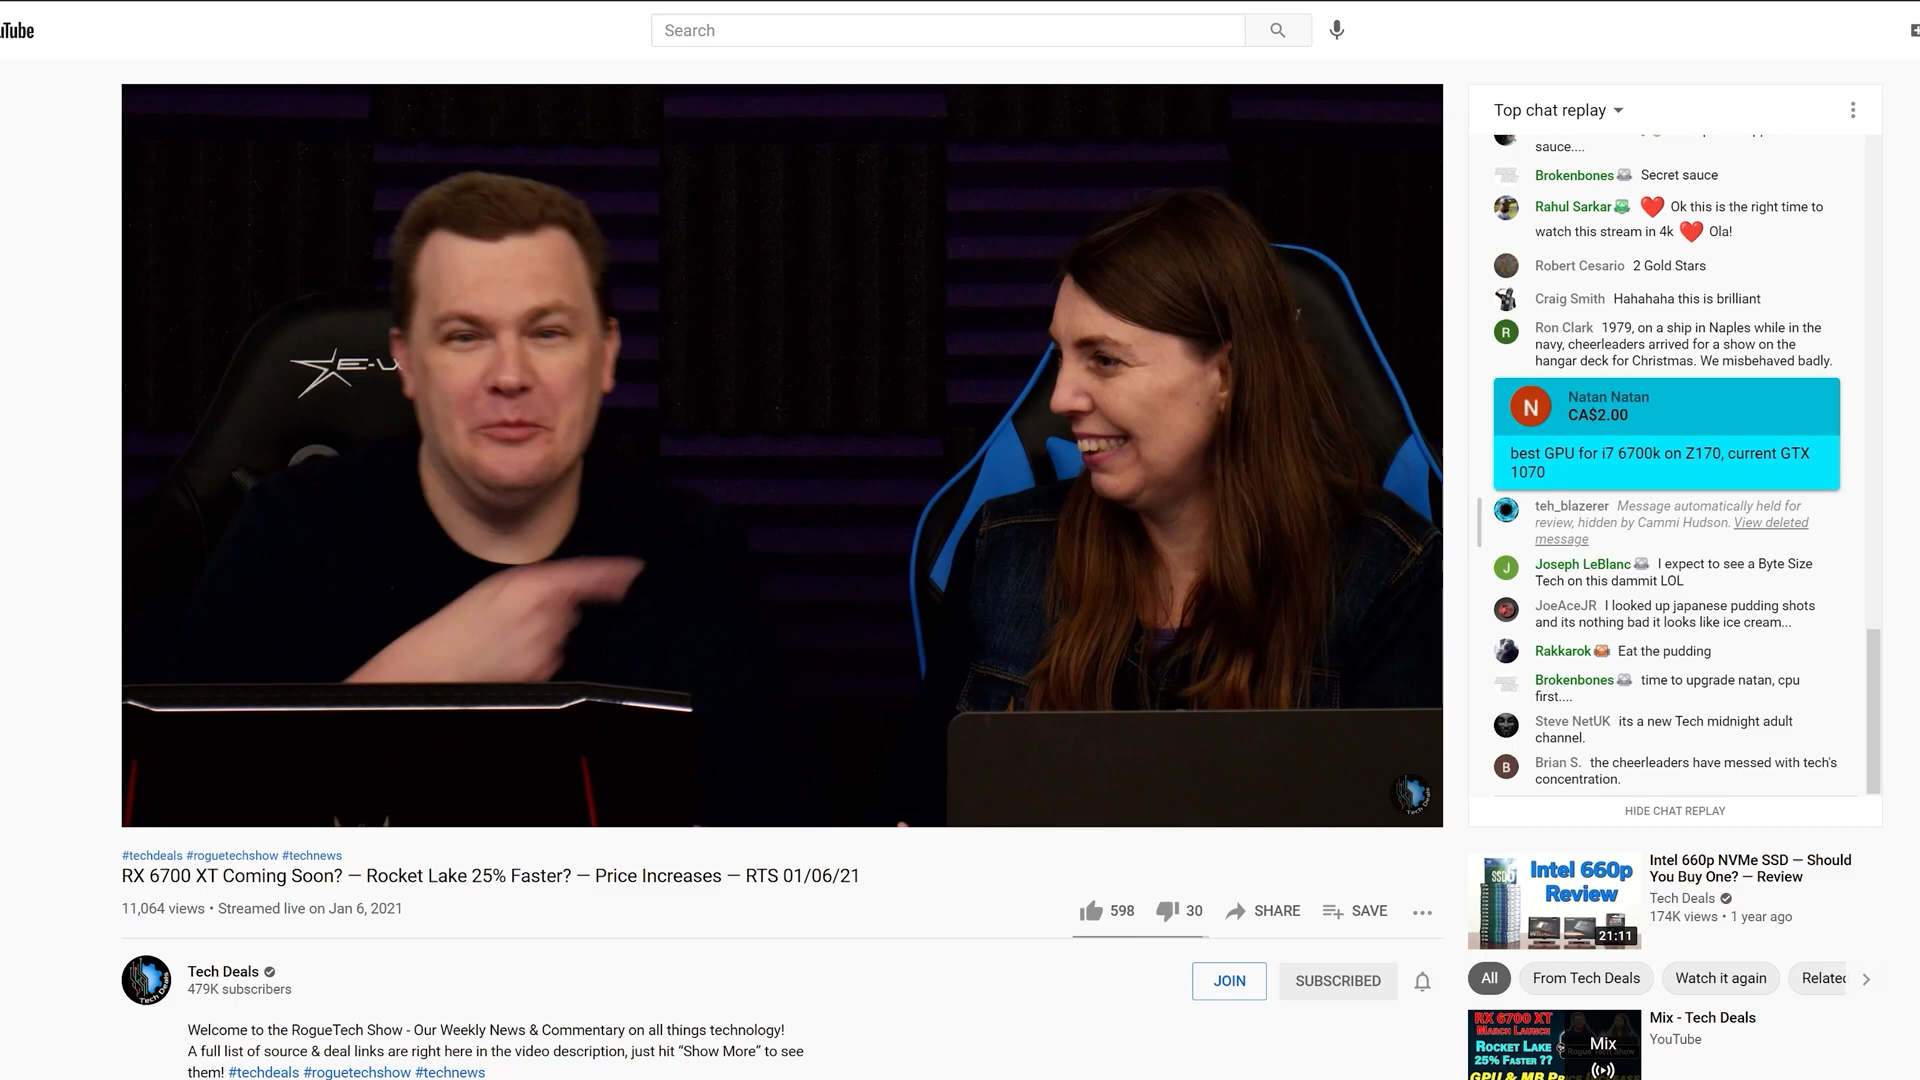 uTube
Search
Top chat replay
sauce....
Brokenbones Secret sauce
Rahul Sarkar ❤️ Ok this is the right time to
watch this stream in 4k ❤️ Ola!
Robert Cesario 2 Gold Stars
Craig Smith Hahahaha this is brilliant
R
Ron Clark 1979, on a ship in Naples while in the
navy, cheerleaders arrived for a show on the
hangar deck for Christmas. We misbehaved badly.
N
Natan Natan
CA$2.00
best GPU for i7 6700k on Z170, current GTX
1070
teh_blazerer Message automatically held for
review, hidden by Cammi Hudson. View deleted
message
J
Joseph LeBlanc I expect to see a Byte Size
Tech on this dammit LOL
JoeAceJR I looked up japanese pudding shots
and its nothing bad it looks like ice cream...
Rakkarok Eat the pudding
Brokenbones time to upgrade natan, cpu
first....
Steve NetUK its a new Tech midnight adult
channel.
B
Brian S. the cheerleaders have messed with tech's
concentration.
HIDE CHAT REPLAY
Tech Deals
#techdeals #roguetechshow #technews
RX 6700 XT Coming Soon? — Rocket Lake 25% Faster? — Price Increases — RTS 01/06/21
11,064 views • Streamed live on Jan 6, 2021
598
30
SHARE
SAVE
Tech Deals
Tech Deals
479K subscribers
JOIN
SUBSCRIBED
Welcome to the RogueTech Show - Our Weekly News & Commentary on all things technology!
A full list of source & deal links are right here in the video description, just hit “Show More” to see
them! #techdeals #roguetechshow #technews
SSD
Intel 660p
Review
21:11
Intel 660p NVMe SSD — Should
You Buy One? — Review
Tech Deals
174K views • 1 year ago
All
From Tech Deals
Watch it again
Related
RX 6700 XT
March Launch
Rocket Lake
25% Faster ??
Mix
Mix - Tech Deals
YouTube